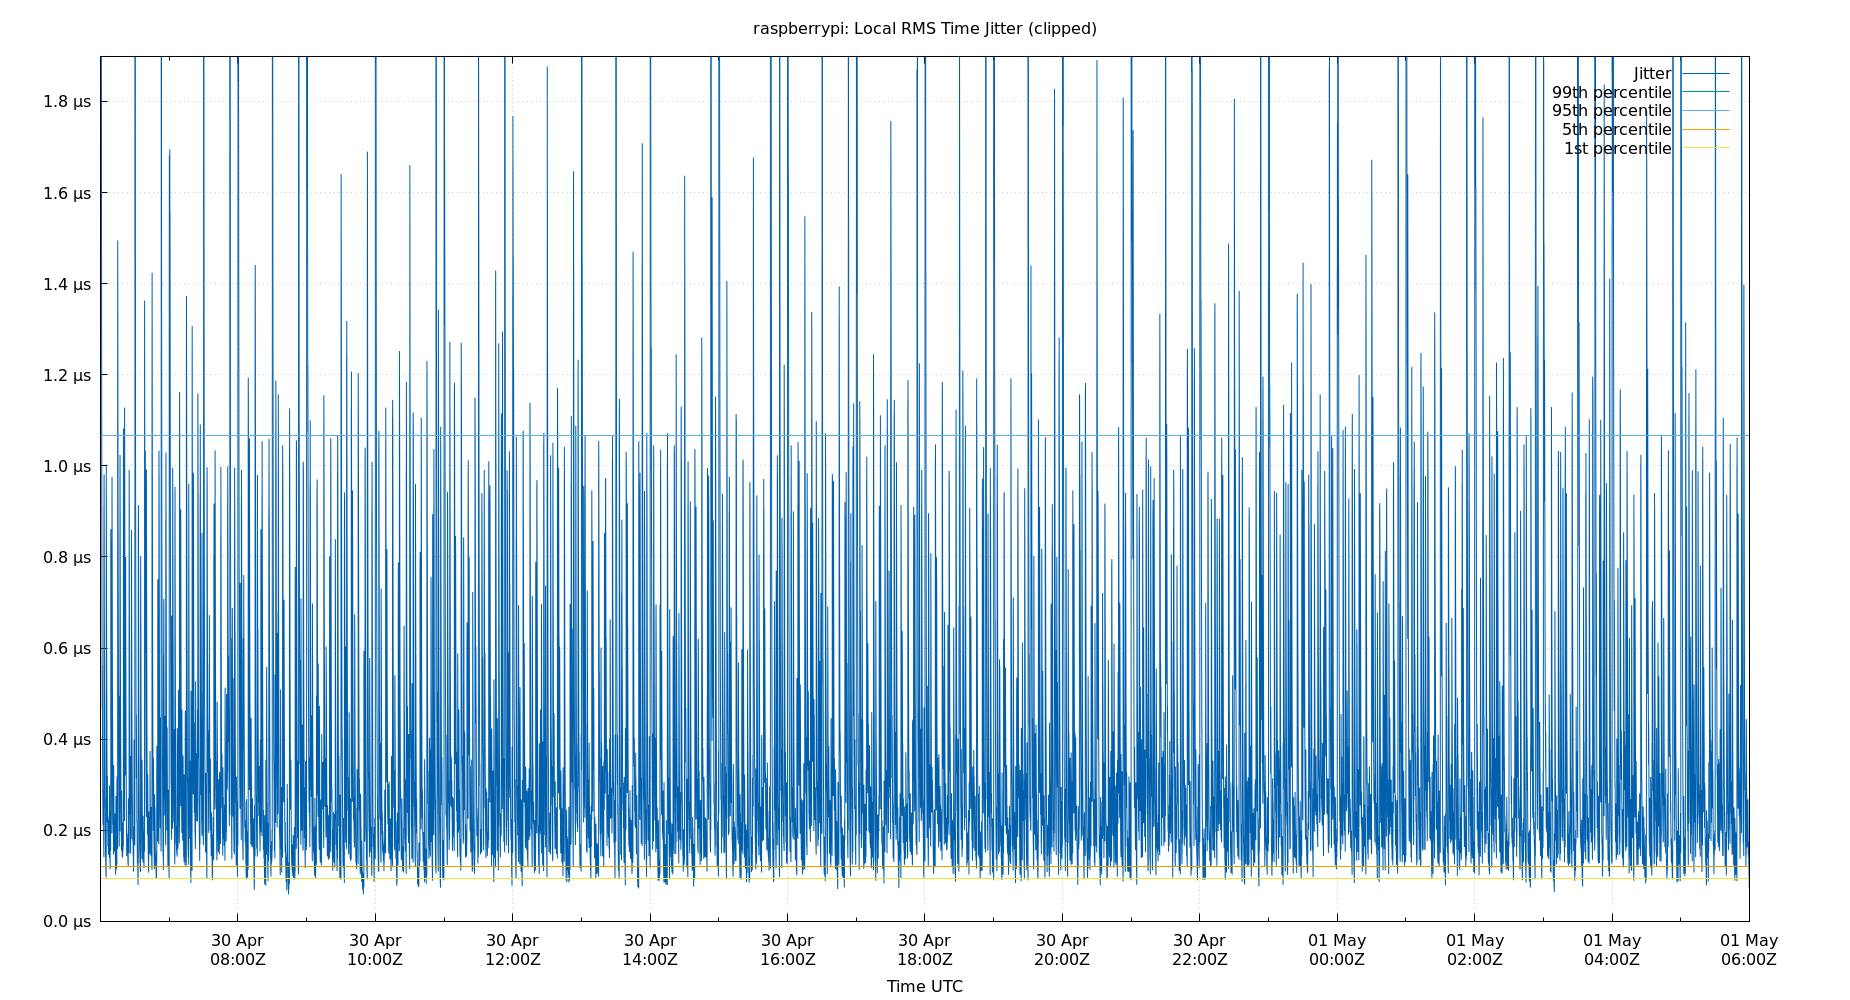 raspberrypi: Local RMS Time Jitter (clipped)
Jitter
99th percentile
95th percentile
5th percentile
1st percentile
1.8 µs
1.6 µs
1.4 µs
1.2 µs
1.0 µs
0.8 µs
0.6 µs
0.4 µs
0.2 µs
0.0 µs
30 Apr 30 Apr 30 Apr 30 Apr 30 Apr 30 Apr 30 Apr 30 Apr 01 May 01 May 01 May 01 May
08:00Z 10:00Z 12:00Z 14:00Z 16:00Z 18:00Z 20:00Z 22:00Z 00:00Z 02:00Z 04:00Z 06:00Z
Time UTC